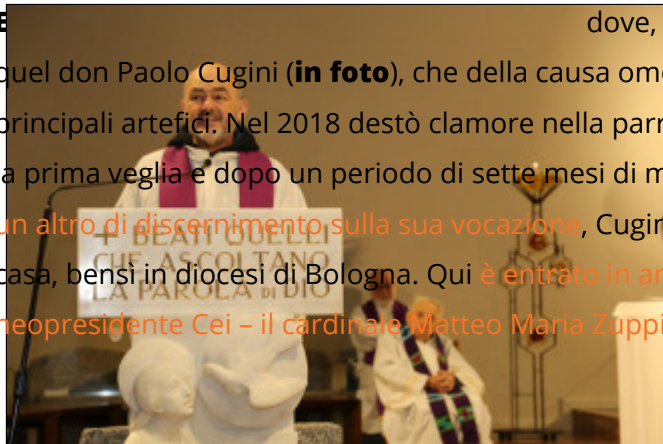 E dove,
quel don Paolo Cugini (in foto), che della causa omo
principali artefici. Nel 2018 destò clamore nella parr
a prima veglia e dopo un periodo di sette mesi di m
un altro di discernimento sulla sua vocazione, Cugin
+ BEATI QUELLI
CHE ASCOLTANO
casa, bensì in diocesi di Bologna. Qui è entrato in ar
LA PAROLA DI DIO
neopresidente Cei – il cardinale Matteo Maria Zuppi